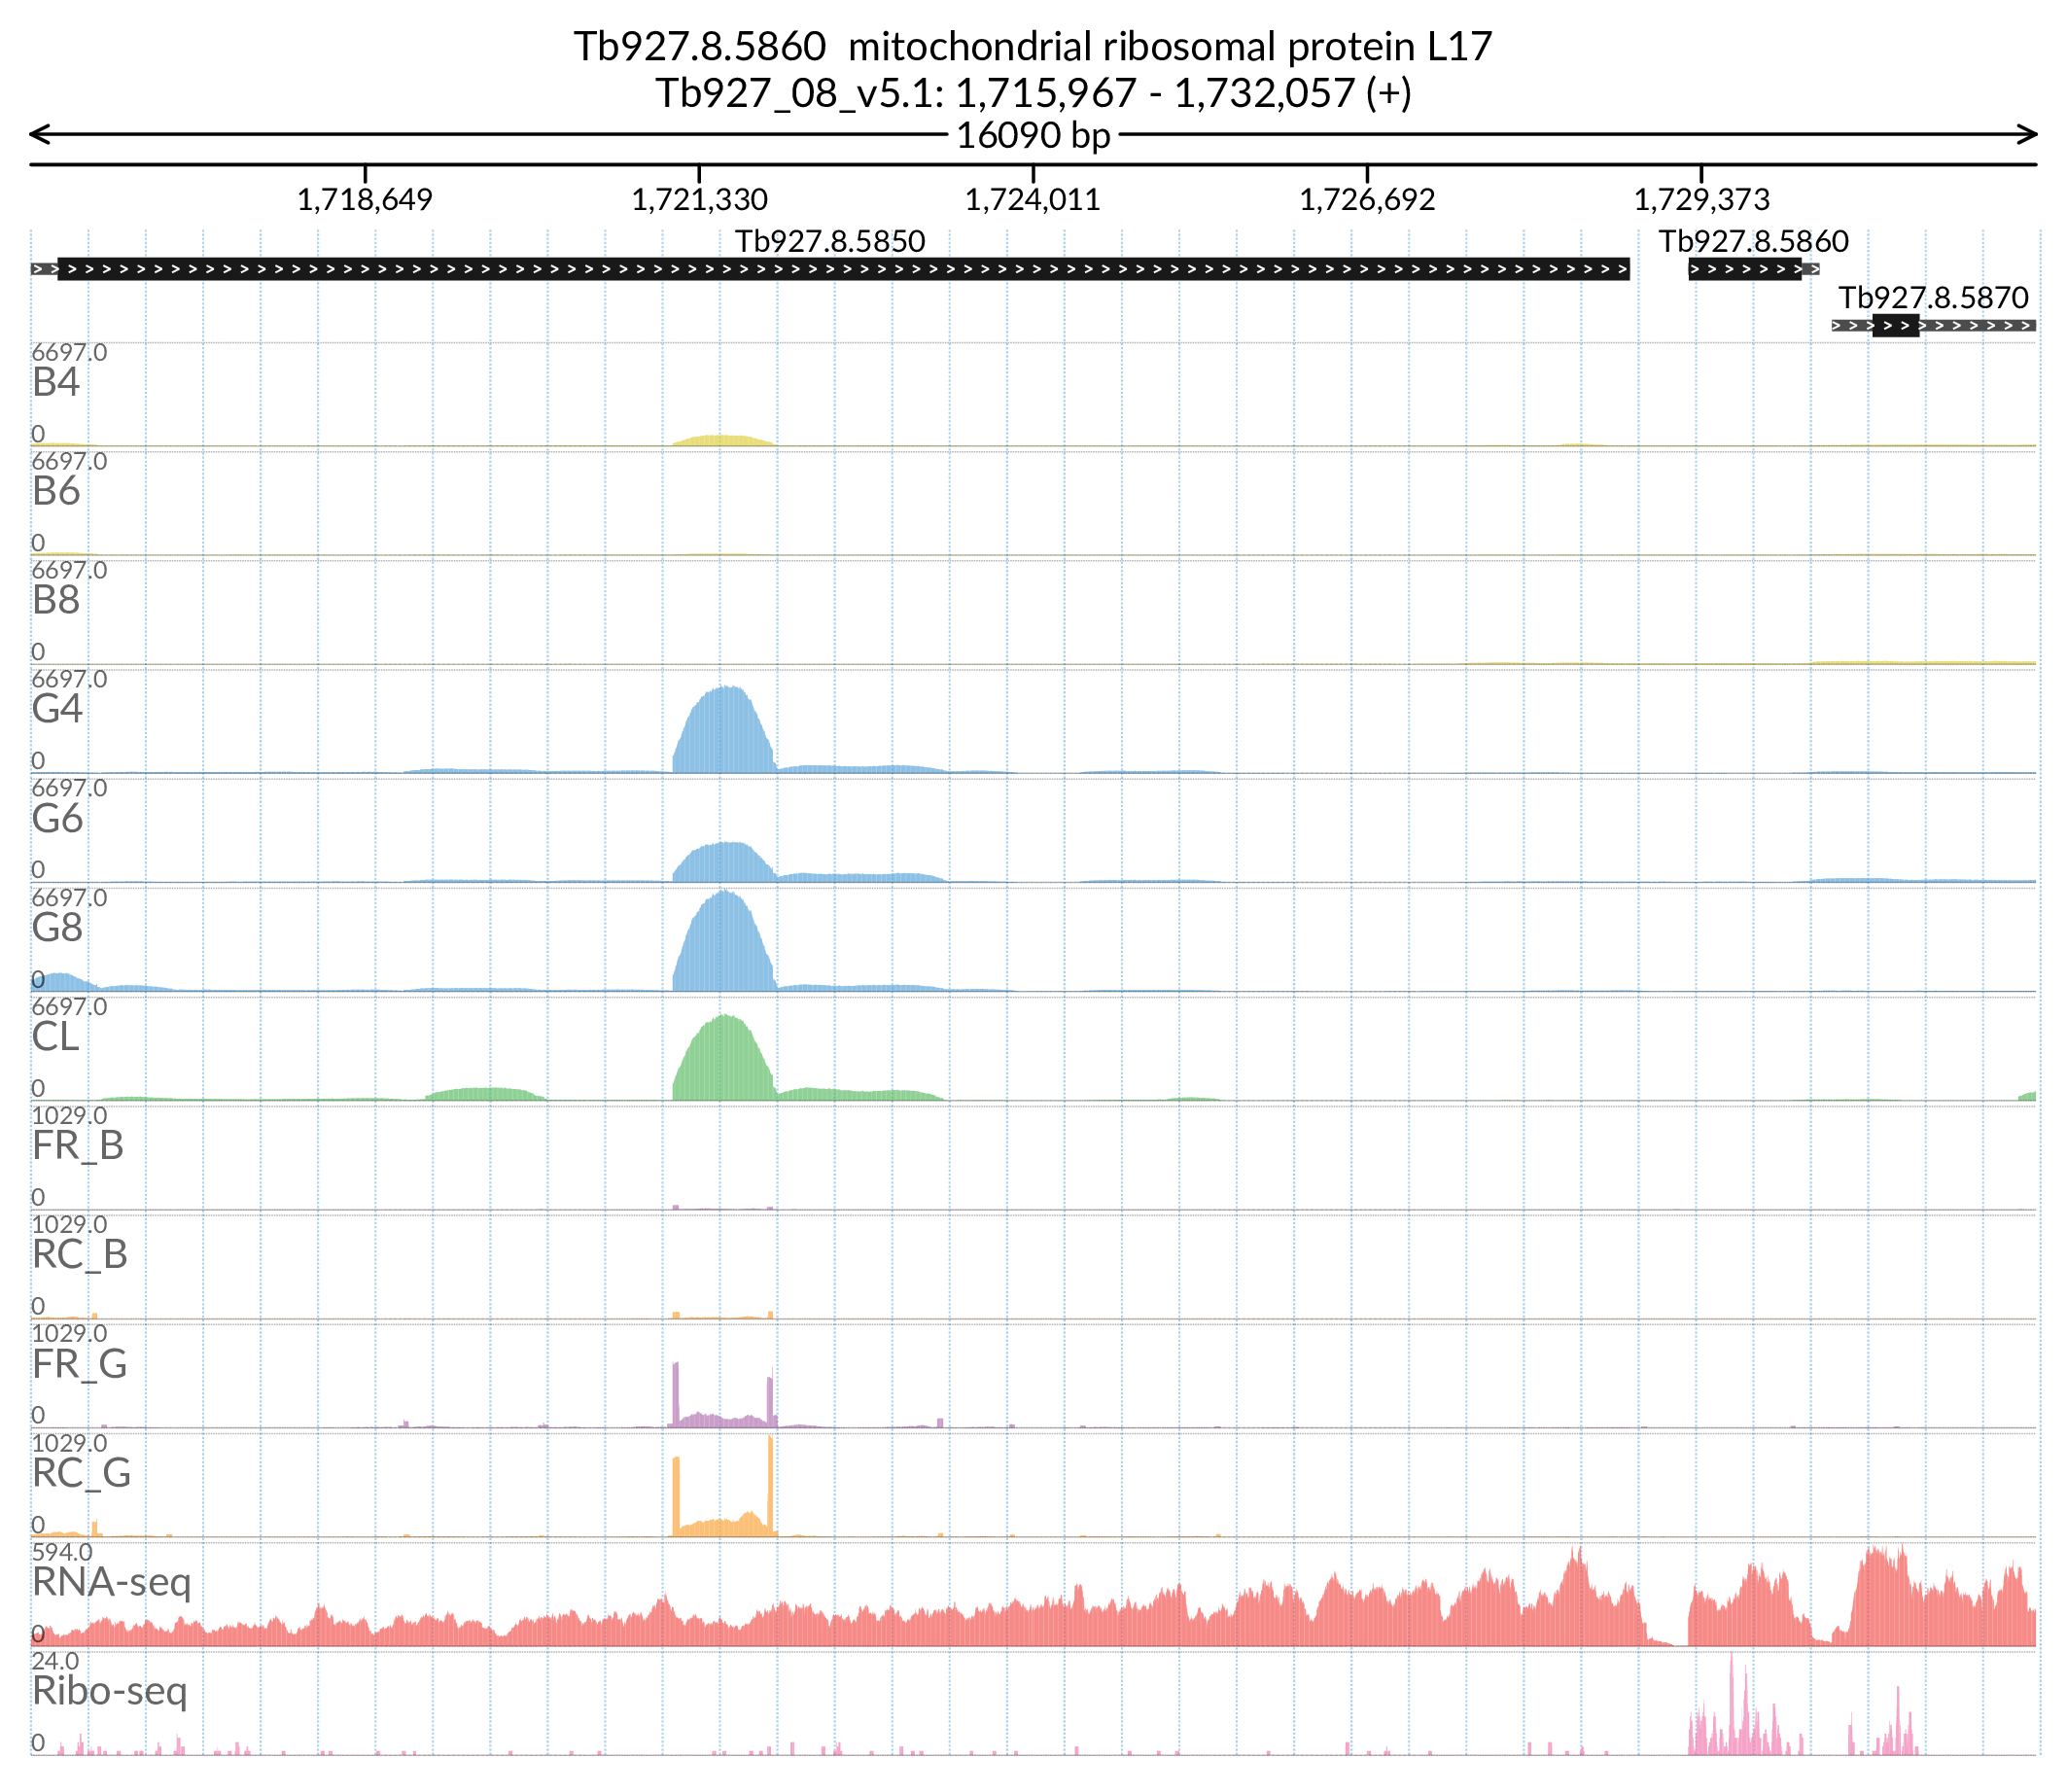 Tb927.8.5860 mitochondrial ribosomal protein L17
Tb927_08_v5.1: 1,715,967 - 1,732,057 (+)
16090 bp
1,718,649 1,721,330 1,724,011 1,726,692 1,729,373
Tb927.8.5850 Tb927.8.5860
Tb927.8.5870
6697.0
B4
0
6697.0
B6
0
6697.0
B8
0
6697.0
G4
0
6697.0
G6
0
6697.0
G8
0
6697.0
CL
0
1029.0
FR_B
0
1029.0
RC_B
0
1029.0
FR_G
0
1029.0
RC_G
0
594.0
RNA-seq
0
24.0
Ribo-seq
0